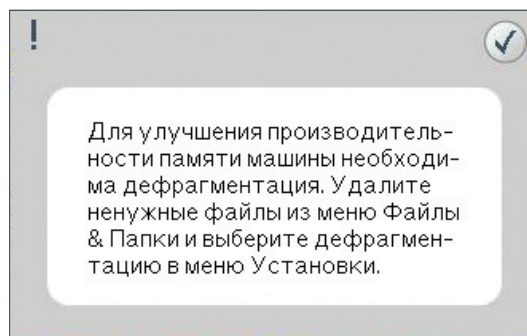 !
Для улучшения производитель-
ности памяти машины необходи-
ма дефрагментация. Удалите
ненужные файлы из меню Файлы
& Папки и выберите дефрагмен-
тацию в меню Установки.